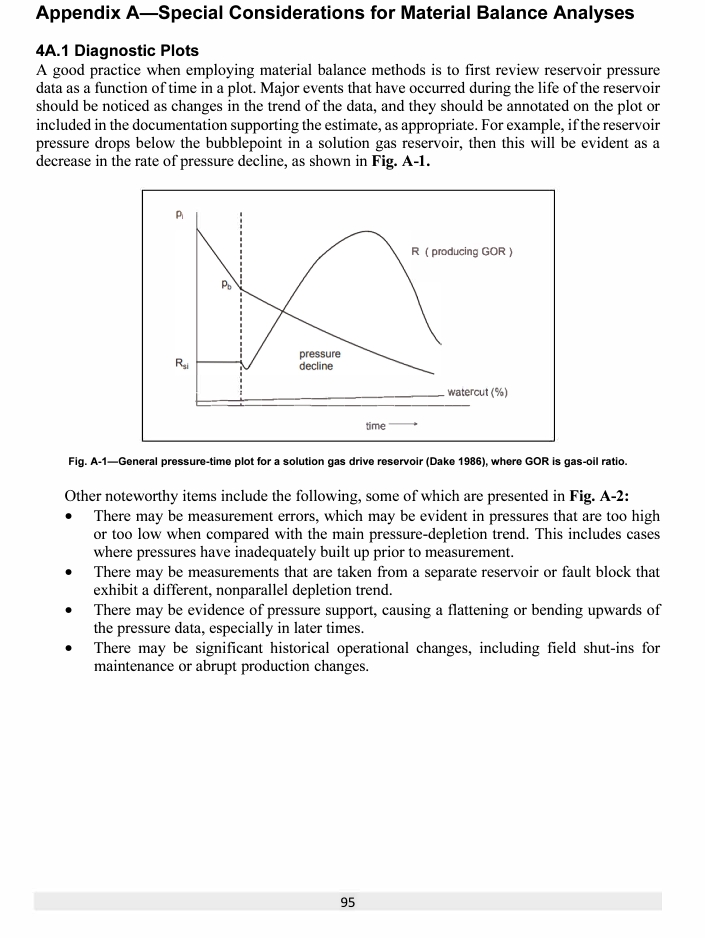 Appendix A—Special Considerations for Material Balance Analyses
4A.1 Diagnostic Plots
A good practice when employing material balance methods is to first review reservoir pressure
data as a function of time in a plot. Major events that have occurred during the life of the reservoir
should be noticed as changes in the trend of the data, and they should be annotated on the plot or
included in the documentation supporting the estimate, as appropriate. For example, if the reservoir
pressure drops below the bubblepoint in a solution gas reservoir, then this will be evident as a
decrease in the rate of pressure decline, as shown in Fig. A-1.
pi
R ( producing GOR )
pb
pressure
decline
Rsi
watercut (%)
time
Fig. A-1—General pressure-time plot for a solution gas drive reservoir (Dake 1986), where GOR is gas-oil ratio.
Other noteworthy items include the following, some of which are presented in Fig. A-2:
• There may be measurement errors, which may be evident in pressures that are too high
or too low when compared with the main pressure-depletion trend. This includes cases
where pressures have inadequately built up prior to measurement.
• There may be measurements that are taken from a separate reservoir or fault block that
exhibit a different, nonparallel depletion trend.
• There may be evidence of pressure support, causing a flattening or bending upwards of
the pressure data, especially in later times.
• There may be significant historical operational changes, including field shut-ins for
maintenance or abrupt production changes.
95